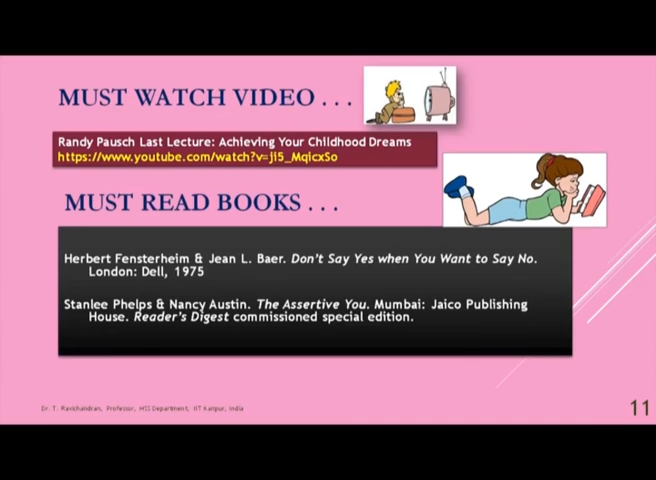 MUST WATCH VIDEO . . .
Randy Pausch Last Lecture: Achieving Your Childhood Dreams
https://www.youtube.com/watch?v=ji5_MqicxSo
MUST READ BOOKS . . .
Herbert Fensterheim & Jean L. Baer. Don't Say Yes when You Want to Say No.
London: Dell, 1975
Stanlee Phelps & Nancy Austin. The Assertive You. Mumbai: Jaico Publishing
House. Reader's Digest commissioned special edition.
Dr. T. Ravichandran, Professor, HSS Department, IIT Kanpur, India
11